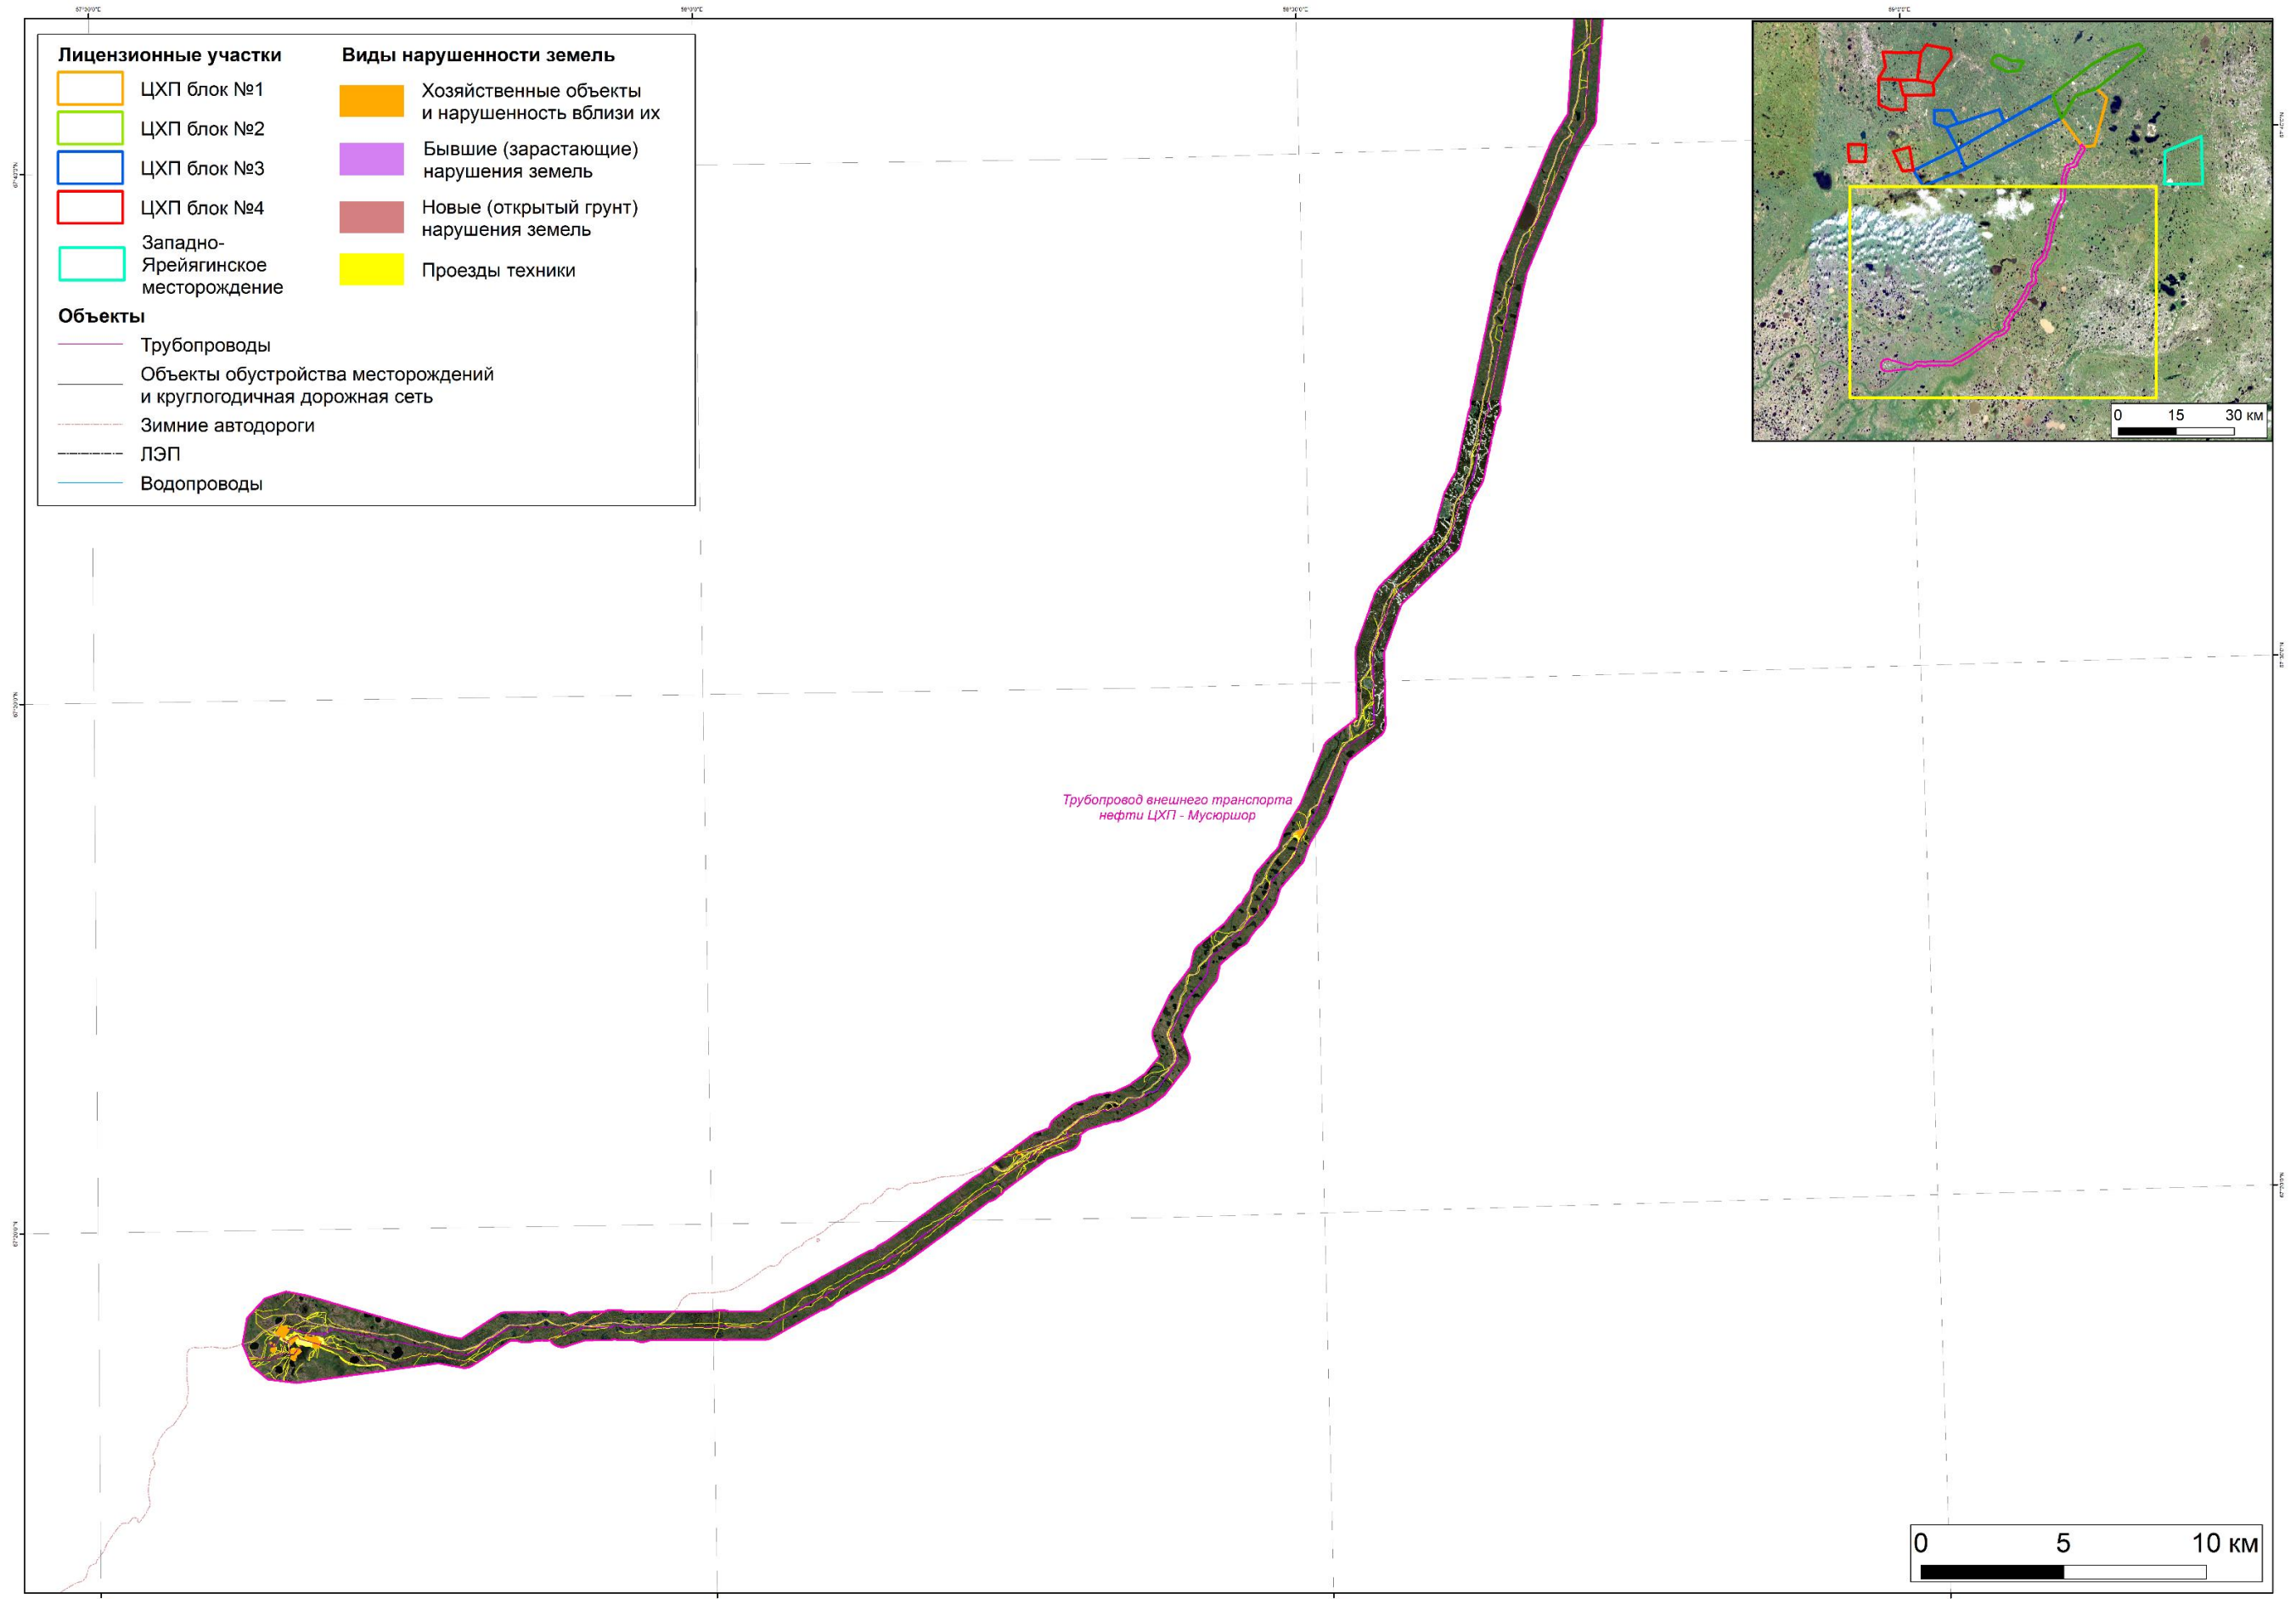 Лицензионные участки
ЦХП блок №1
ЦХП блок №2
ЦХП блок №3
ЦХП блок №4
Западно-
Ярейягинское
месторождение
Объекты
Трубопроводы
Объекты обустройства месторождений
и круглогодичная дорожная сеть
Зимние автодороги
ЛЭП
Водопроводы
Виды нарушенности земель
Хозяйственные объекты
и нарушенность вблизи их
Бывшие (зарастающие)
нарушения земель
Новые (открытый грунт)
нарушения земель
Проезды техники
0 15 30 км
Трубопровод внешнего транспорта
нефти ЦХП - Мусюршор
0 5 10 км